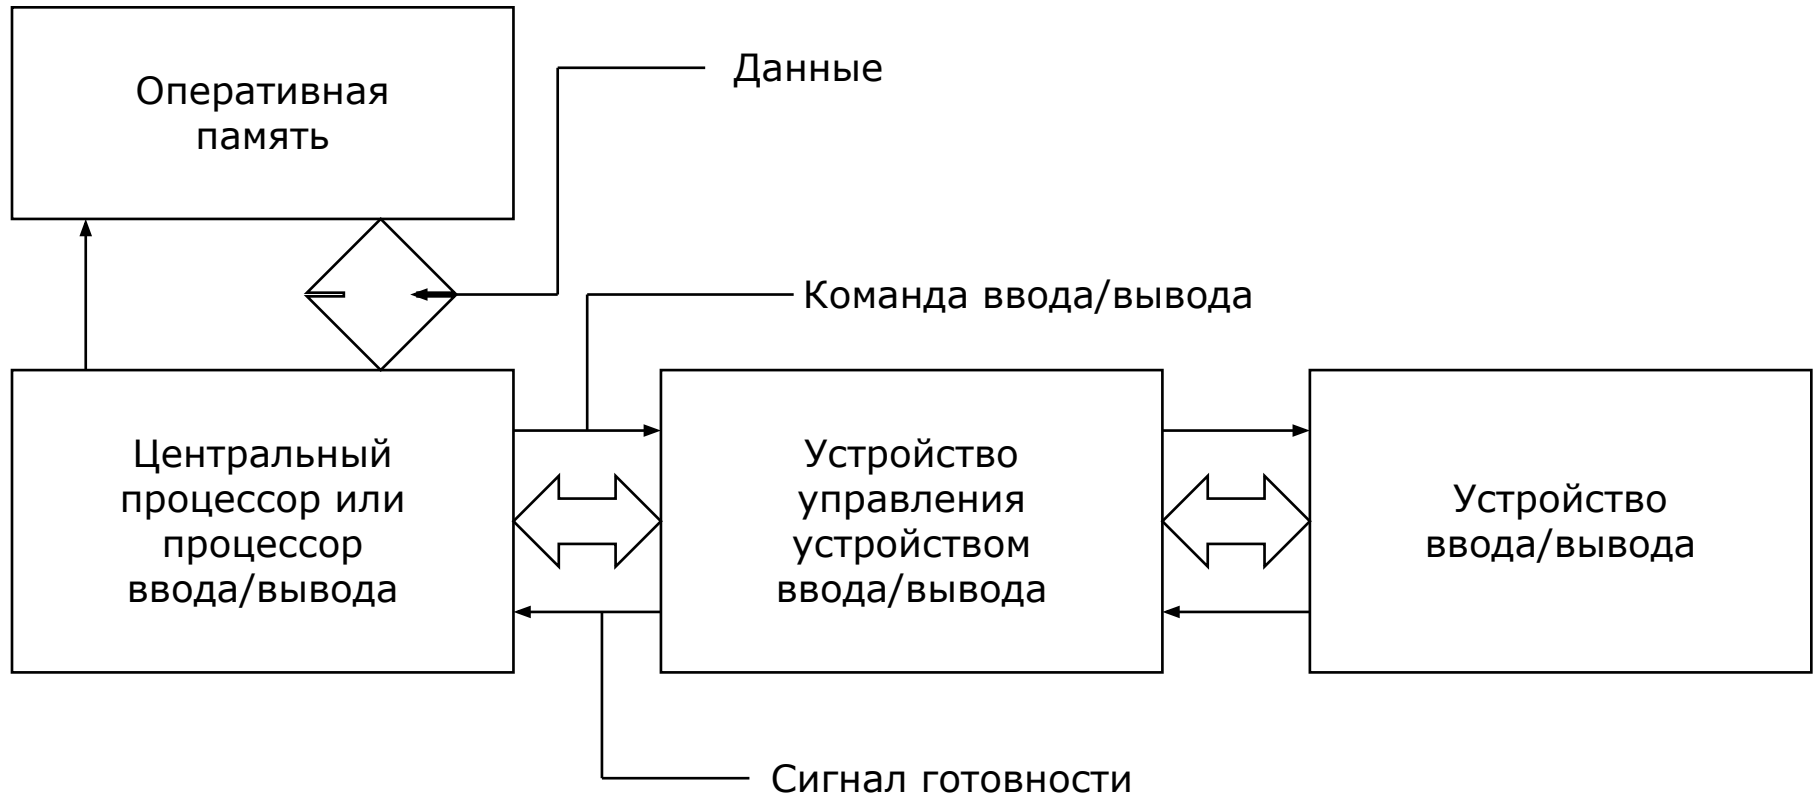 Оперативная
память
Данные
Команда ввода/вывода
Центральный
процессор или
процессор
ввода/вывода
Устройство
управления
устройством
ввода/вывода
Устройство
ввода/вывода
Сигнал готовности